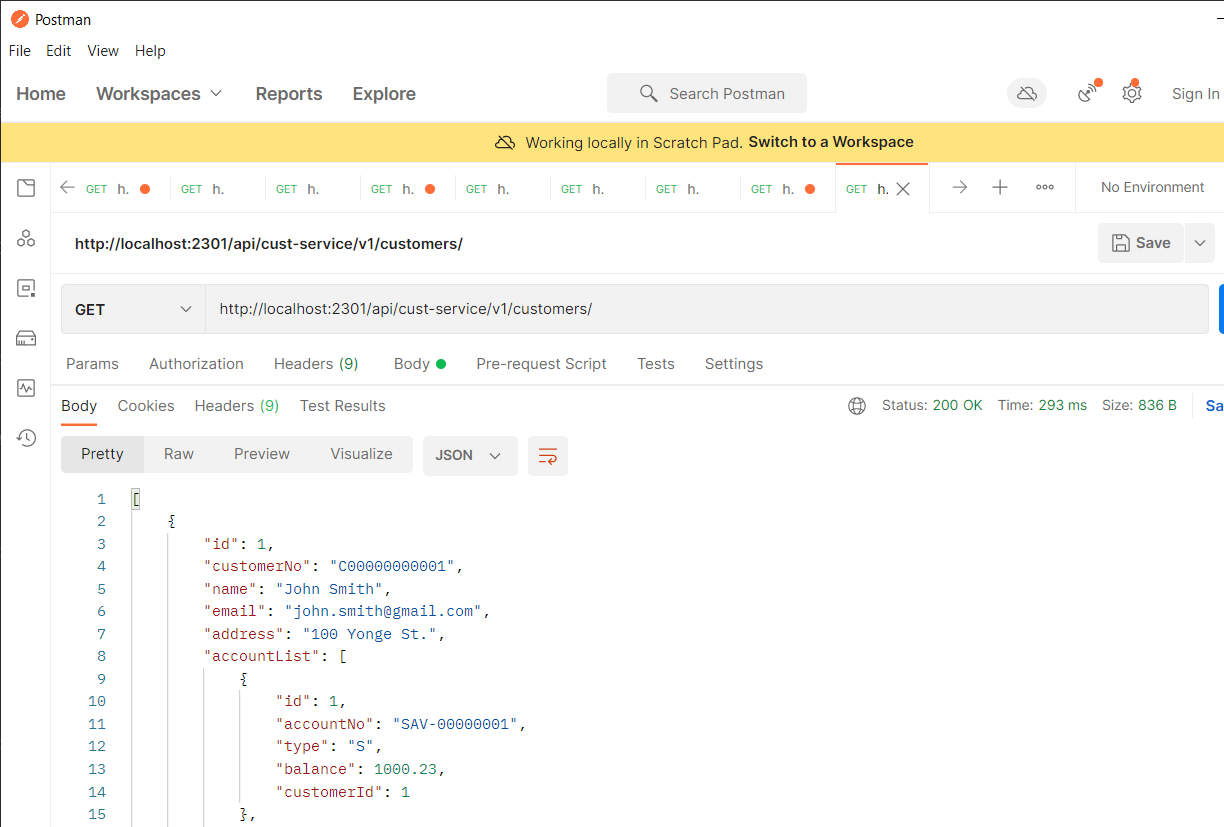 Postman
File Edit View Help
Home Workspaces Reports Explore Search Postman Sign In
Working locally in Scratch Pad. Switch to a Workspace
GET h. GET h. GET h. GET h. GET h. GET h. GET h. GET h. GET h. No Environment
http://localhost:2301/api/cust-service/v1/customers/ Save
GET http://localhost:2301/api/cust-service/v1/customers/
Params Authorization Headers (9) Body Pre-request Script Tests Settings
Body Cookies Headers (9) Test Results Status: 200 OK Time: 293 ms Size: 836 B Sa
Pretty Raw Preview Visualize JSON
1 [
2 {
3 "id": 1,
4 "customerNo": "C00000000001",
5 "name": "John Smith",
6 "email": "john.smith@gmail.com",
7 "address": "100 Yonge St.",
8 "accountList": [
9 {
10 "id": 1,
11 "accountNo": "SAV-00000001",
12 "type": "S",
13 "balance": 1000.23,
14 "customerId": 1
15 },